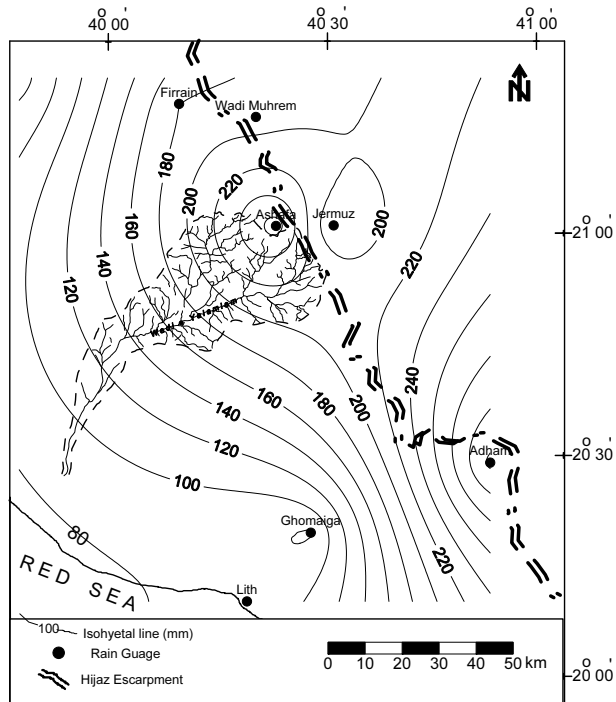 40 00'
40 30'
41 00'
N
Firrain
Wadi Muhrem
180
200
220
Ashafa
Jermuz
200
160
21 00'
140
220
120
Wadi Yalamlam
240
160
180
200
140
120
20 30'
Adham
100
Ghomaiga
80
220
RED SEA
Lith
100 Isohyetal line (mm)
Rain Guage
0 10 20 30 40 50 km
Hijaz Escarpment
20 00'